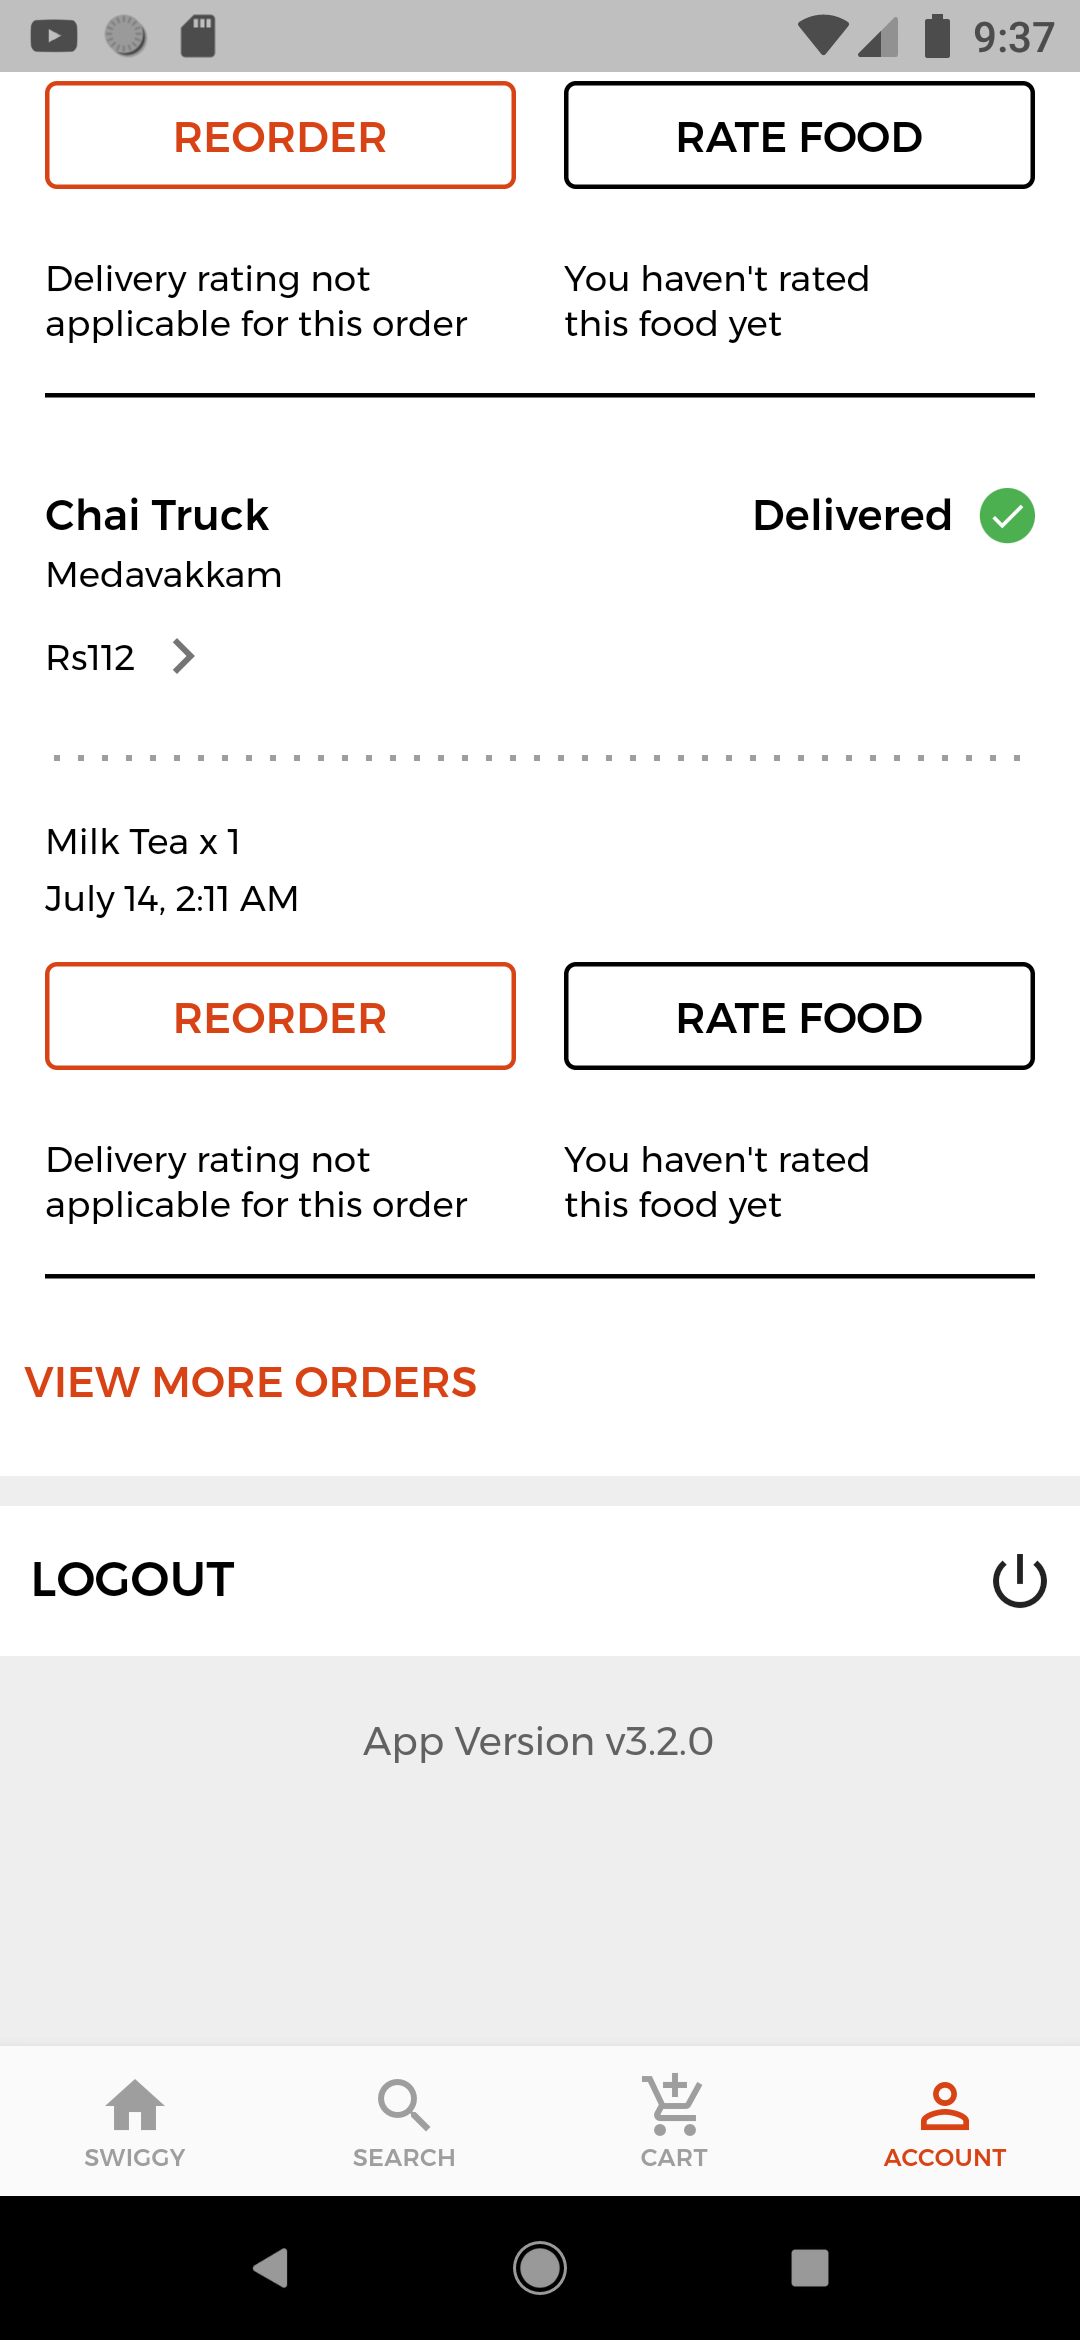 9:37
REORDER
RATE FOOD
Delivery rating not
applicable for this order
You haven't rated
this food yet
Chai Truck
Delivered
Medavakkam
Rs112
Milk Tea x 1
July 14, 2:11 AM
REORDER
RATE FOOD
Delivery rating not
applicable for this order
You haven't rated
this food yet
VIEW MORE ORDERS
LOGOUT
App Version v3.2.0
SWIGGY
SEARCH
CART
ACCOUNT